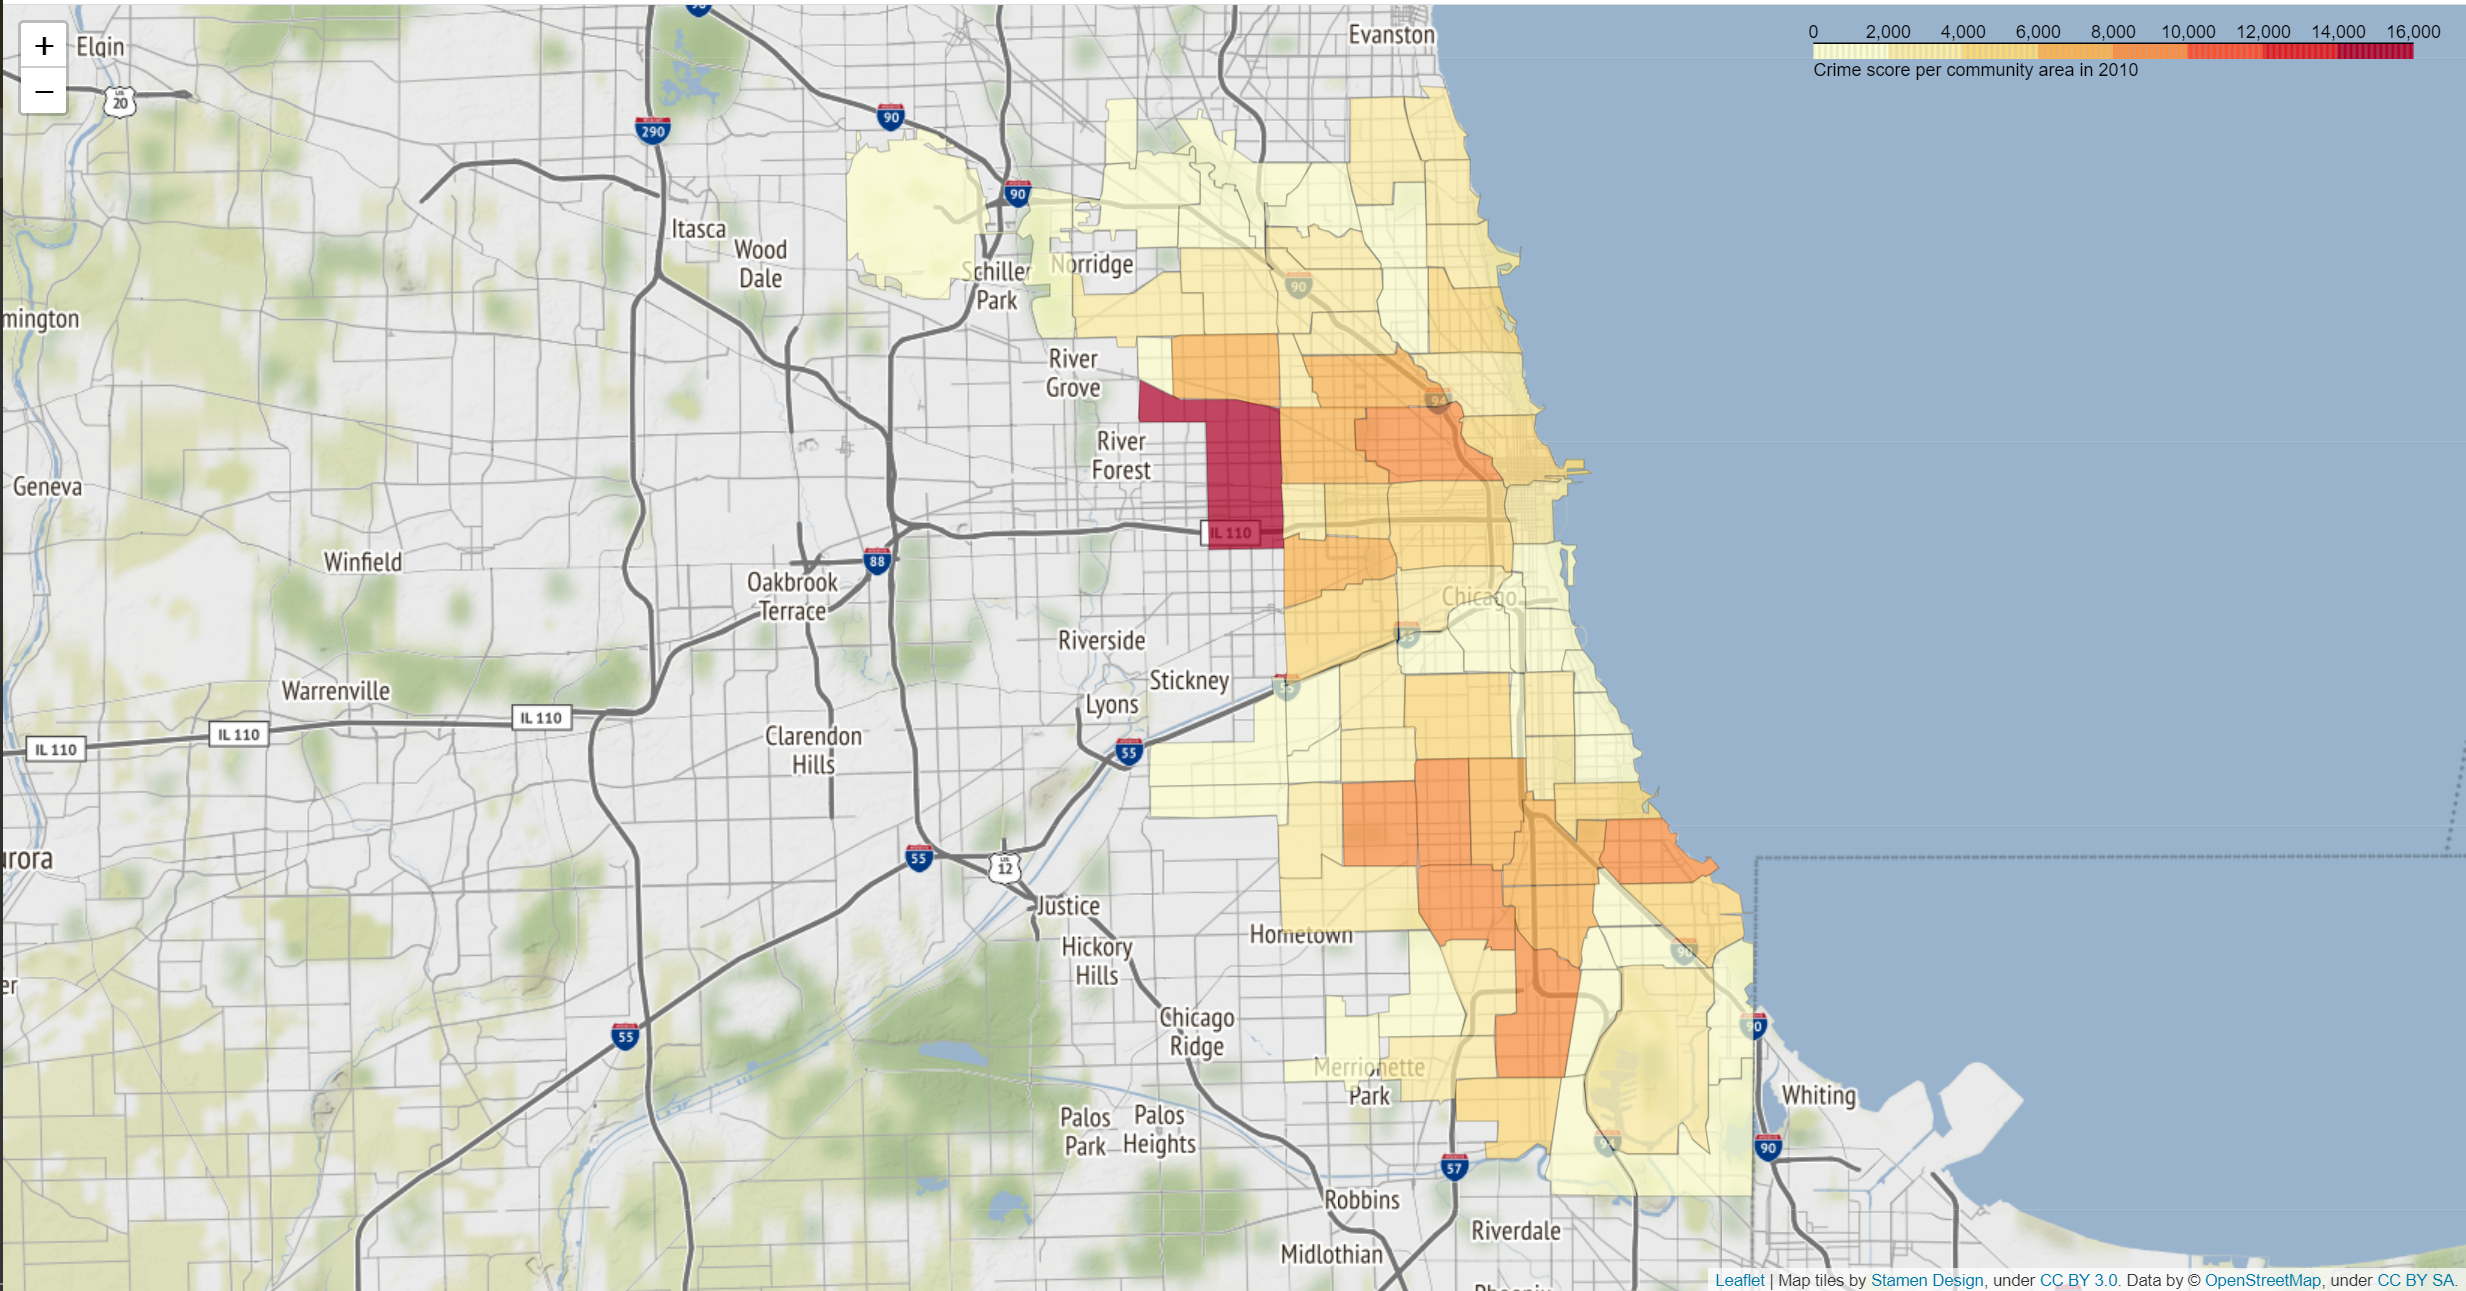 +
−
Elgin
20
290
90
90
Evanston
0 2,000 4,000 6,000 8,000 10,000 12,000 14,000 16,000
Crime score per community area in 2010
Itasca
Wood
Dale
Schiller
Park
Norridge
90
mington
River
Grove
94
River
Forest
Geneva
IL 110
Winfield
88
Oakbrook
Terrace
Chicago
Riverside
55
Stickney
55
Warrenville
Lyons
IL 110
IL 110
IL 110
Clarendon
Hills
55
urora
55
12
Justice
Hometown
Hickory
Hills
90
er
Chicago
Ridge
55
90
Merrionette
Park
Whiting
Palos
Park
Palos
Heights
94
90
57
Robbins
Riverdale
Midlothian
Leaflet | Map tiles by Stamen Design, under CC BY 3.0. Data by © OpenStreetMap, under CC BY SA.